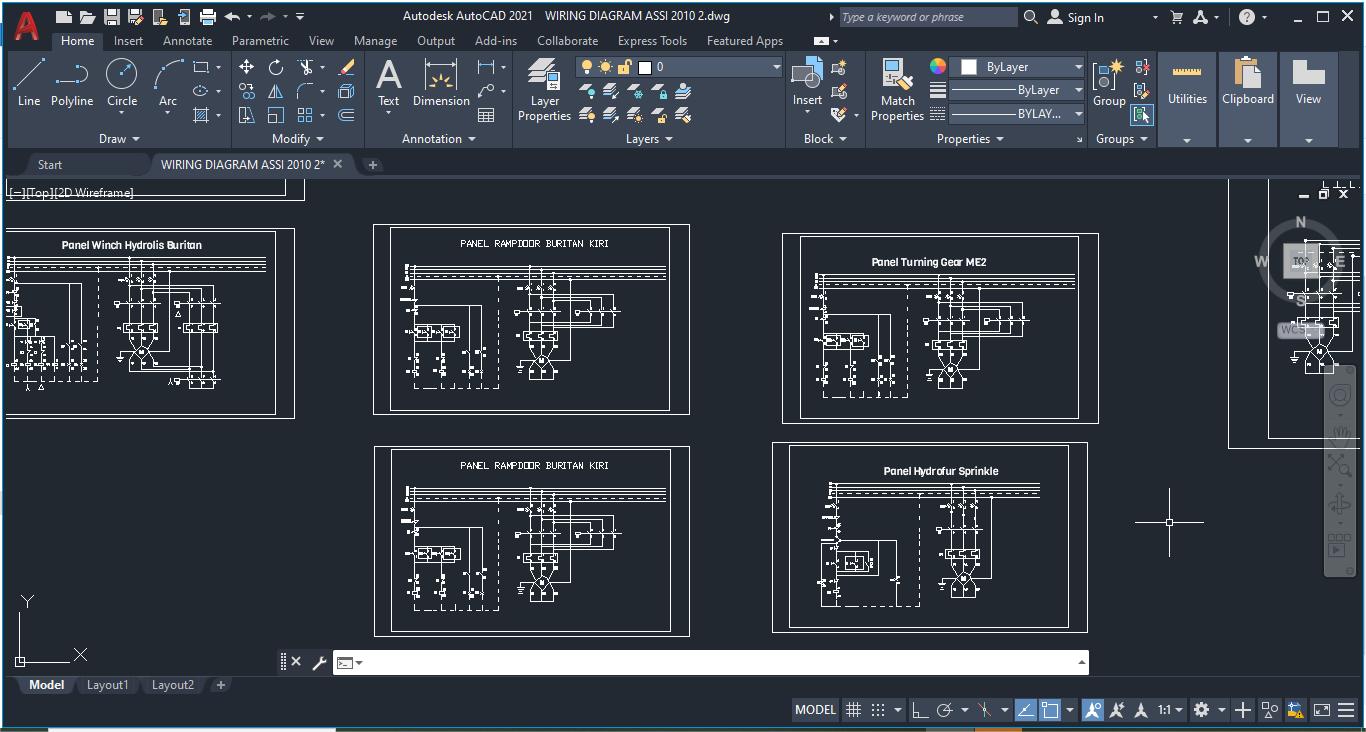 Autodesk AutoCAD 2021 WIRING DIAGRAM ASSI 2010 2.dwg
Type a keyword or phrase
Sign In
Home Insert Annotate Parametric View Manage Output Add-ins Collaborate Express Tools Featured Apps
Line Polyline Circle Arc
Draw
Modify
Text Dimension
Annotation
Layer Properties
0
Layers
Insert
Block
Match Properties
ByLayer
ByLayer
BYLAY...
Properties
Group
Groups
Utilities
Clipboard
View
Start WIRING DIAGRAM ASSI 2010 2*
[−][Top][2D Wireframe]
Panel Winch Hydrolis Buritan
PANEL RAMPDOOR BURITAN KIRI
Panel Turning Gear ME2
PANEL RAMPDOOR BURITAN KIRI
Panel Hydrofur Sprinkle
N
W TOP E
S
WCS
Y
X
Model Layout1 Layout2
MODEL 1:1